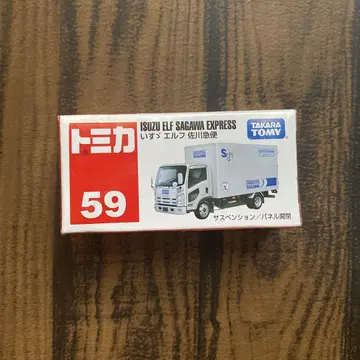 トミカ
59
ISUZU ELF SAGAWA EXPRESS
いすゞ エルフ 佐川急便
TAKARA
TOMY
サスペンション／パネル開閉